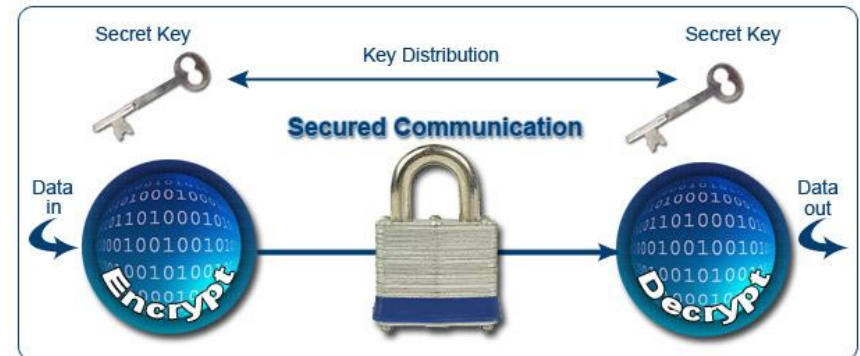 Secret Key
Secret Key
Key Distribution
Secured Communication
Data
in
Data
out
Encrypt
Decrypt